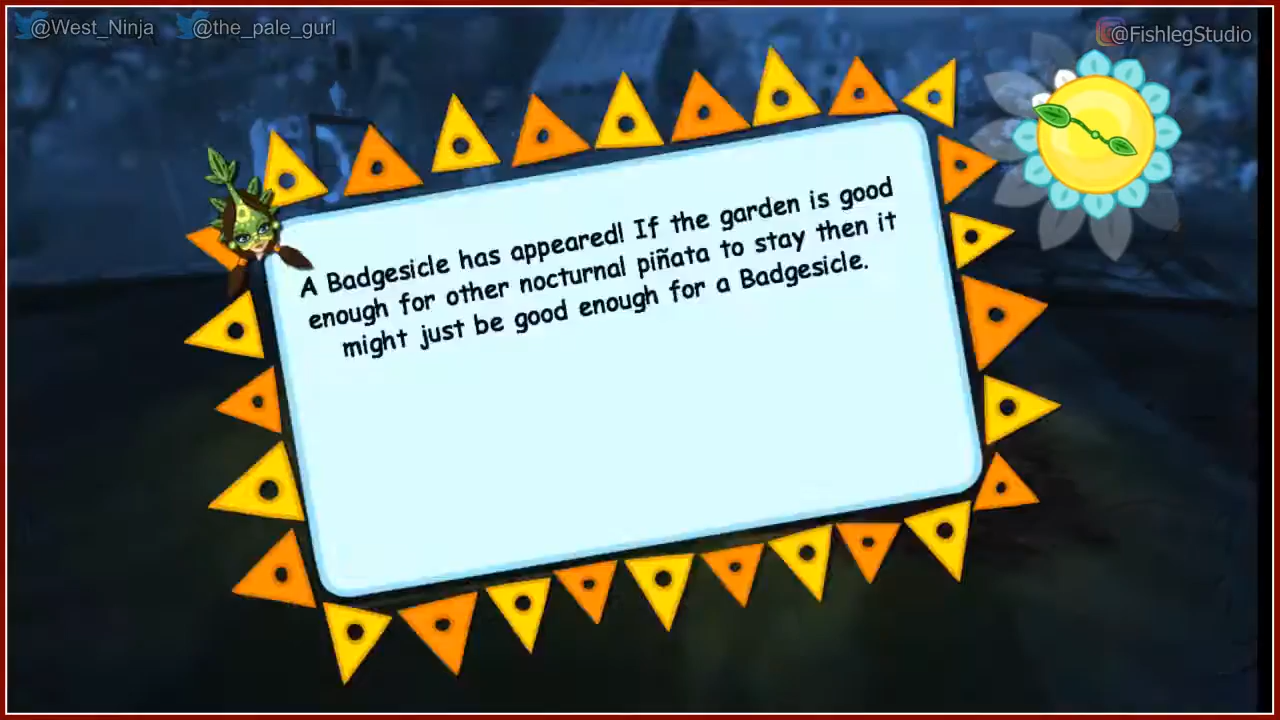 @West_Ninja @the_pale_gurl @FishlegStudio
A Badgesicle has appeared! If the garden is good
enough for other nocturnal piñata to stay then it
might just be good enough for a Badgesicle.